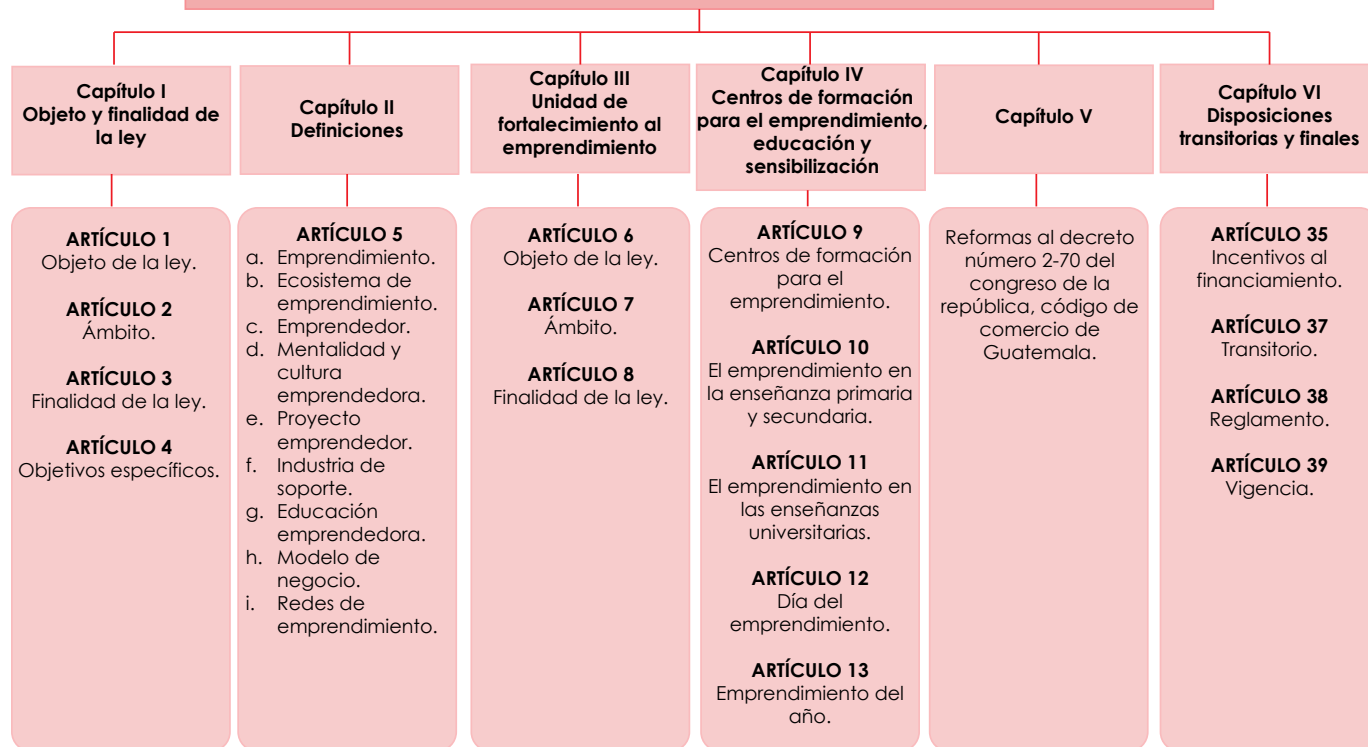 Capítulo I
Objeto y finalidad de
la ley
ARTÍCULO 1
Objeto de la ley.
ARTÍCULO 2
Ámbito.
ARTÍCULO 3
Finalidad de la ley.
ARTÍCULO 4
Objetivos específicos.
Capítulo II
Definiciones
ARTÍCULO 5
a. Emprendimiento.
b. Ecosistema de
emprendimiento.
c. Emprendedor.
d. Mentalidad y
cultura
emprendedora.
e. Proyecto
emprendedor.
f. Industria de
soporte.
g. Educación
emprendedora.
h. Modelo de
negocio.
i. Redes de
emprendimiento.
Capítulo III
Unidad de
fortalecimiento al
emprendimiento
ARTÍCULO 6
Objeto de la ley.
ARTÍCULO 7
Ámbito.
ARTÍCULO 8
Finalidad de la ley.
Capítulo IV
Centros de formación
para el emprendimiento,
educación y
sensibilización
ARTÍCULO 9
Centros de formación
para el
emprendimiento.
ARTÍCULO 10
El emprendimiento en
la enseñanza primaria
y secundaria.
ARTÍCULO 11
El emprendimiento en
las enseñanzas
universitarias.
ARTÍCULO 12
Día del
emprendimiento.
ARTÍCULO 13
Emprendimiento del
año.
Capítulo V
Reformas al decreto
número 2-70 del
congreso de la
república, código de
comercio de
Guatemala.
Capítulo VI
Disposiciones
transitorias y finales
ARTÍCULO 35
Incentivos al
financiamiento.
ARTÍCULO 37
Transitorio.
ARTÍCULO 38
Reglamento.
ARTÍCULO 39
Vigencia.